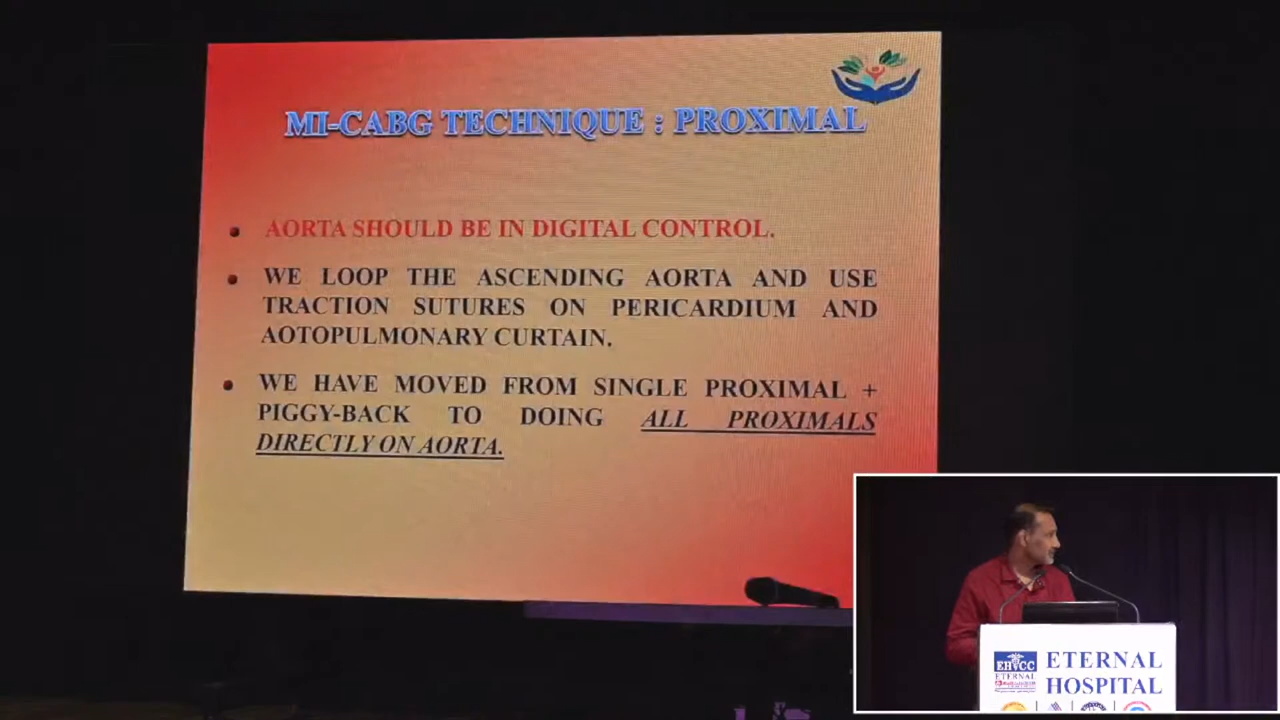 MI-CABG TECHNIQUE : PROXIMAL
AORTA SHOULD BE IN DIGITAL CONTROL.
WE LOOP THE ASCENDING AORTA AND USE
TRACTION SUTURES ON PERICARDIUM AND
AOTOPULMONARY CURTAIN.
WE HAVE MOVED FROM SINGLE PROXIMAL +
PIGGY-BACK TO DOING ALL PROXIMALS
DIRECTLY ON AORTA.
EHVCC
ETERNAL
ETERNAL
HOSPITAL